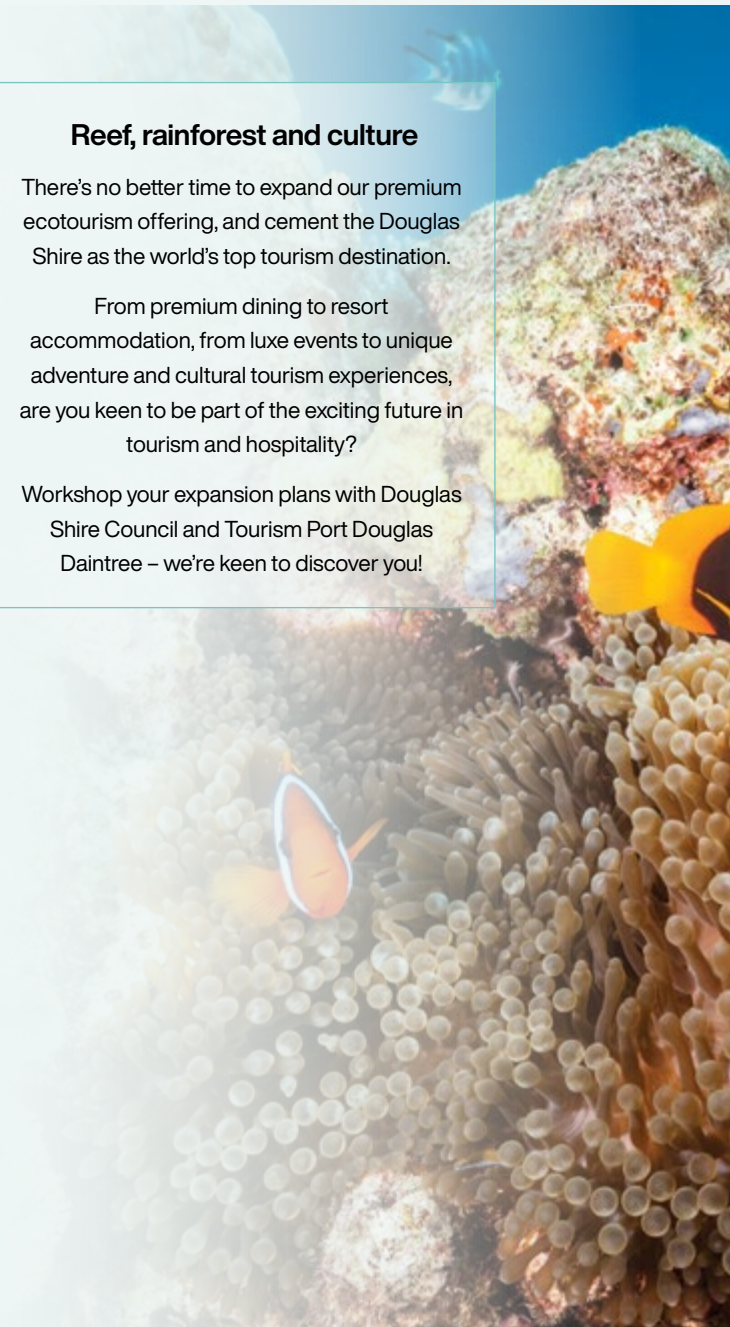 Reef, rainforest and culture
There’s no better time to expand our premium
ecotourism offering, and cement the Douglas
Shire as the world’s top tourism destination.
From premium dining to resort
accommodation, from luxe events to unique
adventure and cultural tourism experiences,
are you keen to be part of the exciting future in
tourism and hospitality?
Workshop your expansion plans with Douglas
Shire Council and Tourism Port Douglas
Daintree – we’re keen to discover you!